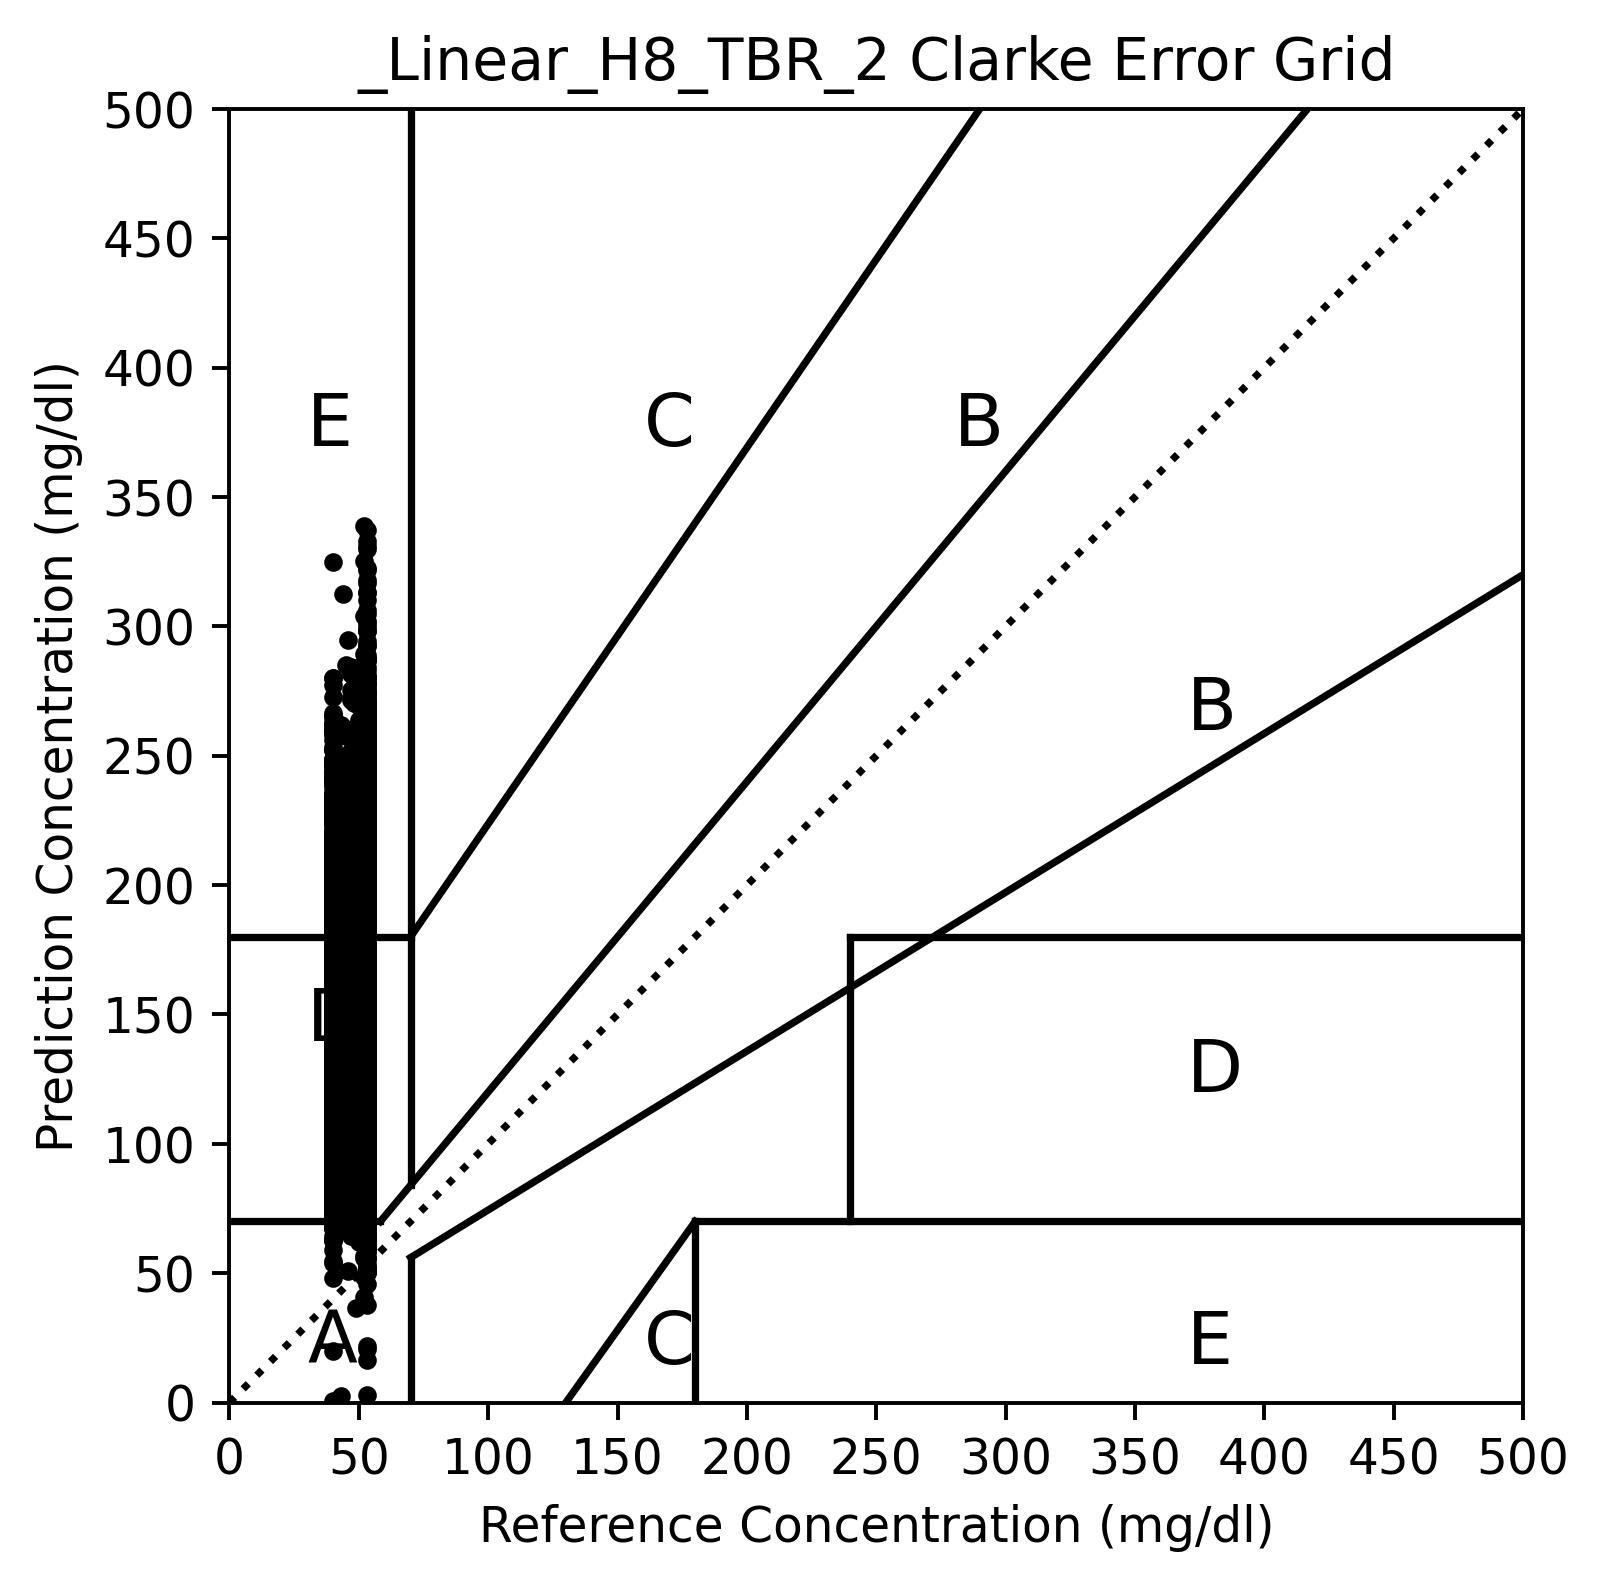 _Linear_H8_TBR_2 Clarke Error Grid
500
450
400
350
300
250
200
150
100
50
0
Prediction Concentration (mg/dl)
E
C
B
B
D
A
C
E
0 50 100 150 200 250 300 350 400 450 500
Reference Concentration (mg/dl)